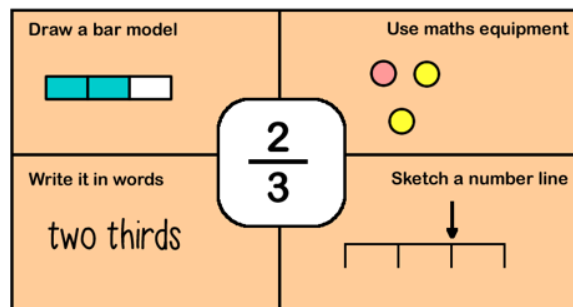 Draw a bar model
Use maths equipment
2
3
Write it in words
two thirds
Sketch a number line